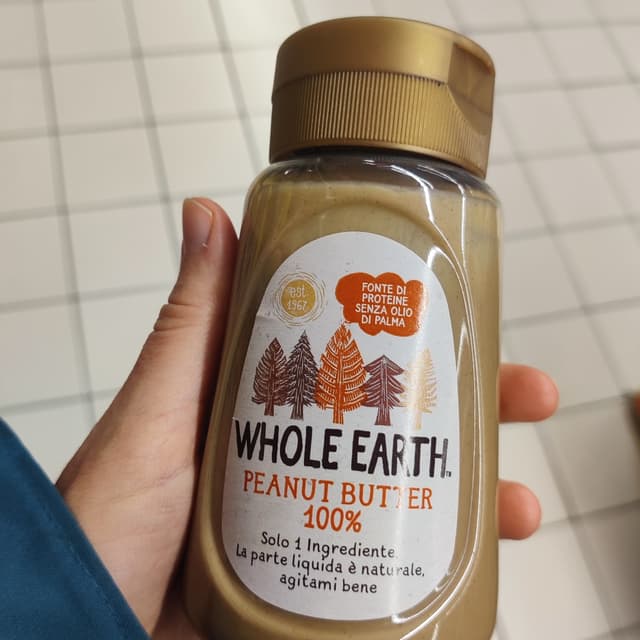 est.
1967
FONTE DI
PROTEINE
SENZA OLIO
DI PALMA
WHOLE EARTH™
PEANUT BUTTER
100%
Solo 1 Ingrediente.
La parte liquida è naturale,
agitami bene